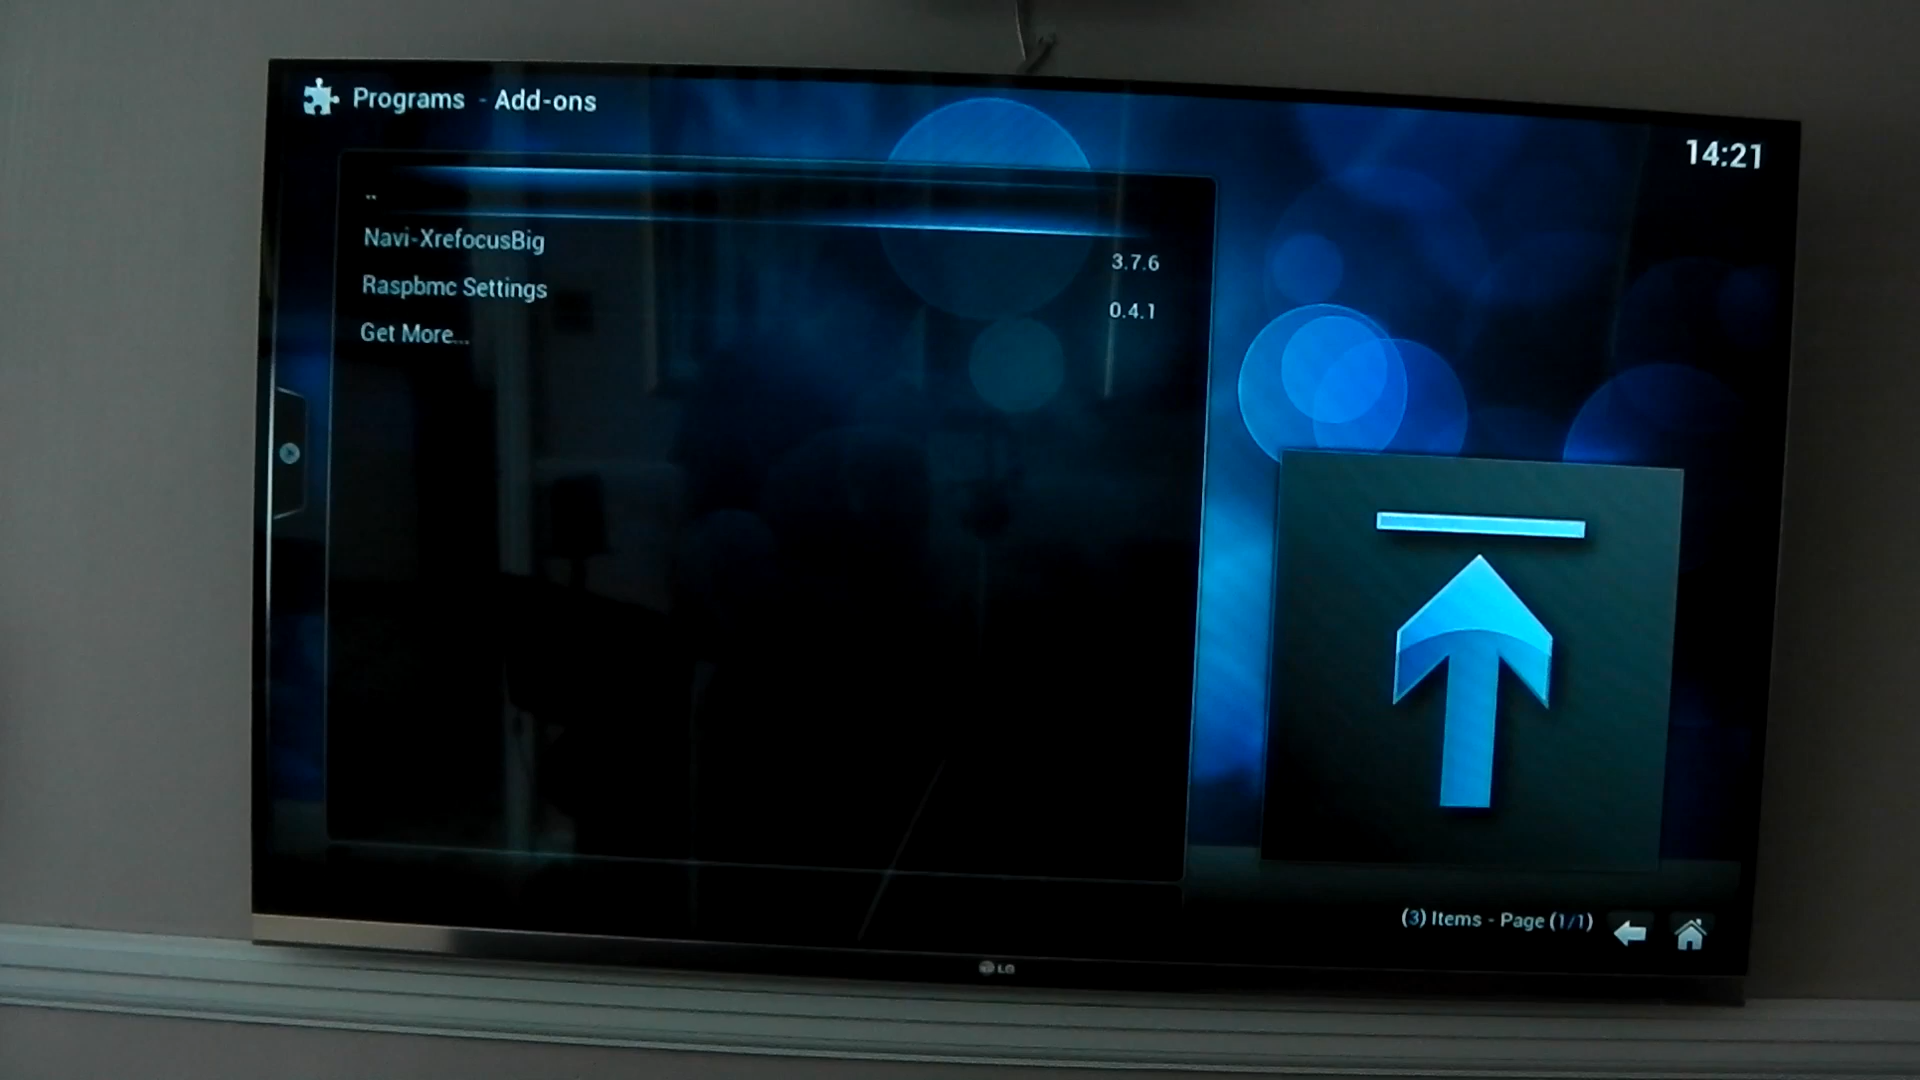 Programs - Add-ons
14:21
..
Navi-XrefocusBig
3.7.6
Raspbmc Settings
0.4.1
Get More...
(3) Items - Page (1/1)
LG